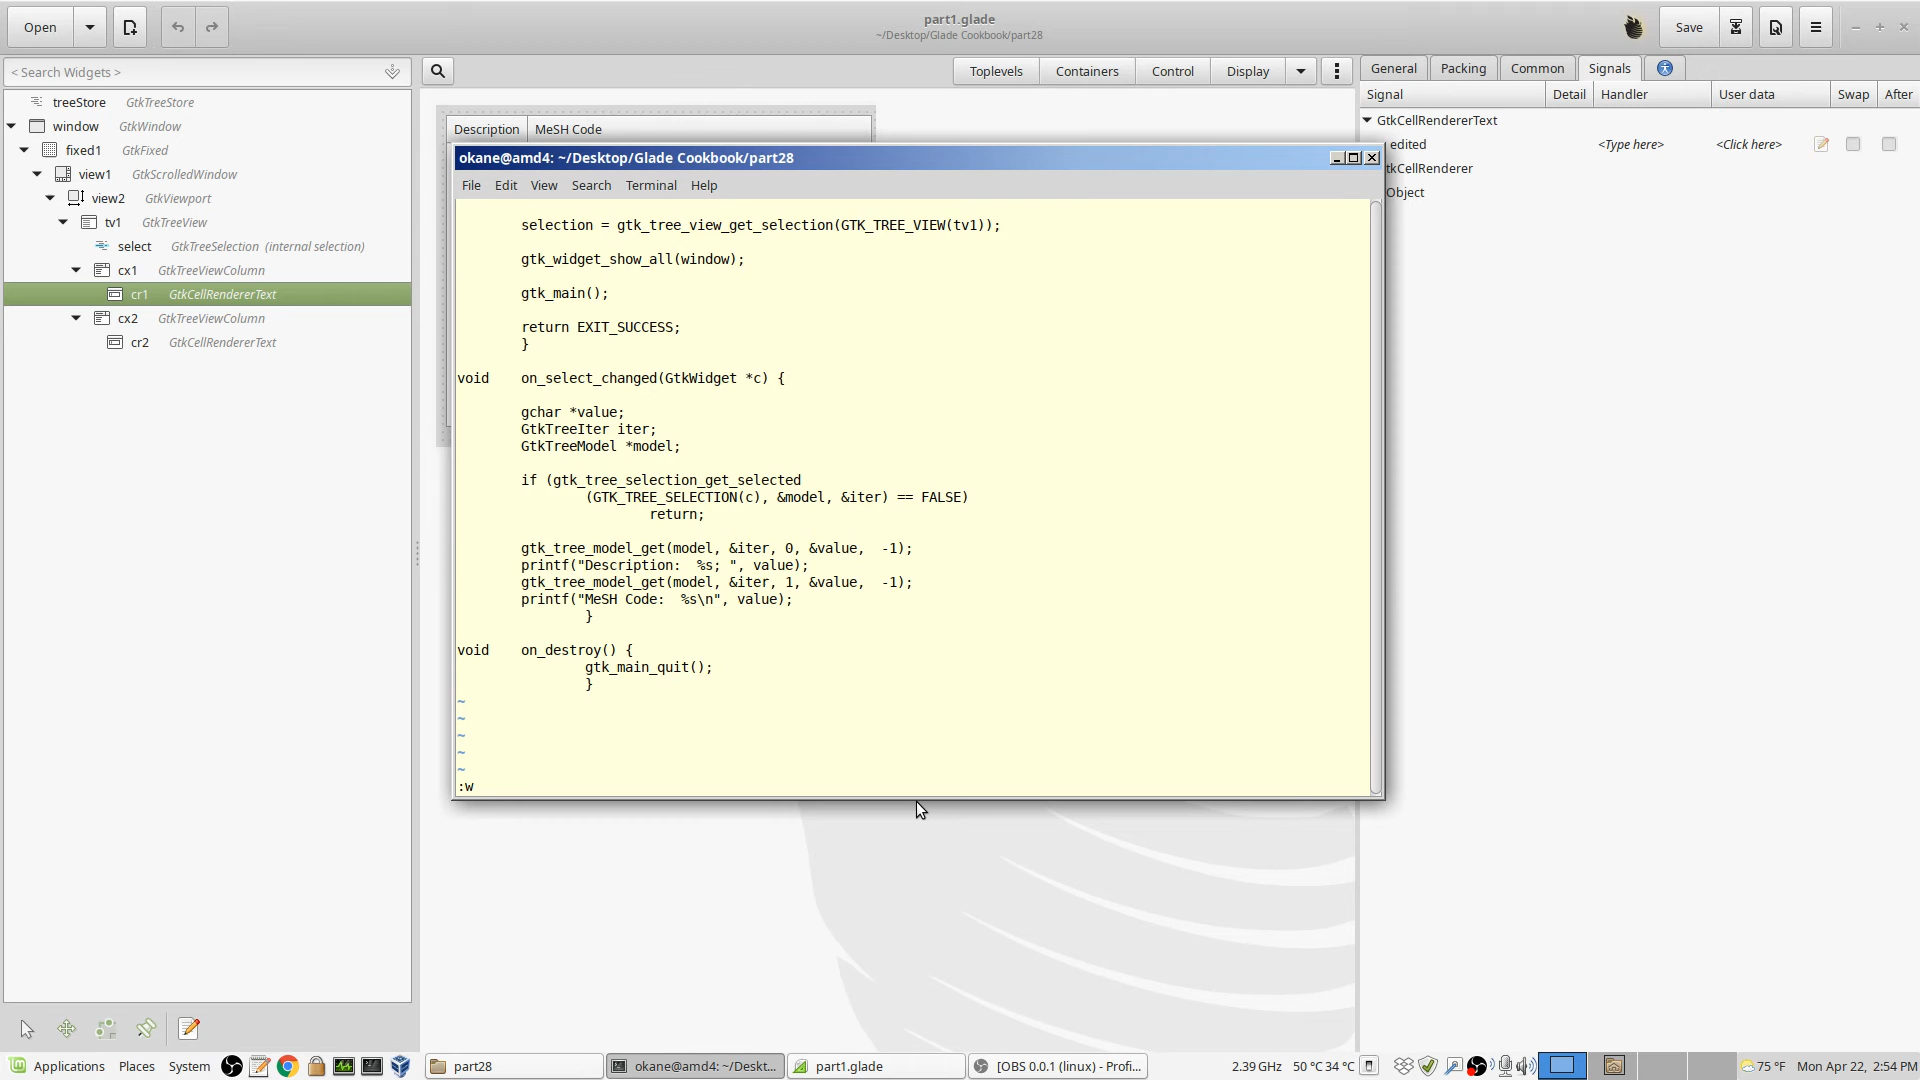 Open
part1.glade
~/Desktop/Glade Cookbook/part28
Save
< Search Widgets >
Toplevels Containers Control Display
General Packing Common Signals
treeStore GtkTreeStore
window GtkWindow
fixed1 GtkFixed
view1 GtkScrolledWindow
view2 GtkViewport
tv1 GtkTreeView
select GtkTreeSelection (internal selection)
cx1 GtkTreeViewColumn
cr1 GtkCellRendererText
cx2 GtkTreeViewColumn
cr2 GtkCellRendererText
Description MeSH Code
okane@amd4: ~/Desktop/Glade Cookbook/part28
File Edit View Search Terminal Help
selection = gtk_tree_view_get_selection(GTK_TREE_VIEW(tv1));
gtk_widget_show_all(window);
gtk_main();
return EXIT_SUCCESS;
}
void on_select_changed(GtkWidget *c) {
gchar *value;
GtkTreeIter iter;
GtkTreeModel *model;
if (gtk_tree_selection_get_selected
(GTK_TREE_SELECTION(c), &model, &iter) == FALSE)
return;
gtk_tree_model_get(model, &iter, 0, &value,  -1);
printf("Description:  %s; ", value);
gtk_tree_model_get(model, &iter, 1, &value,  -1);
printf("MeSH Code:  %s\n", value);
}
void on_destroy() {
gtk_main_quit();
}
~
~
~
~
~
:w
Signal Detail Handler User data Swap After
GtkCellRendererText
edited <Type here> <Click here>
tkCellRenderer
Object
Applications Places System
part28
okane@amd4: ~/Deskt...
part1.glade
[OBS 0.0.1 (linux) - Profi...
2.39 GHz 50 °C 34 °C
75 °F Mon Apr 22, 2:54 PM